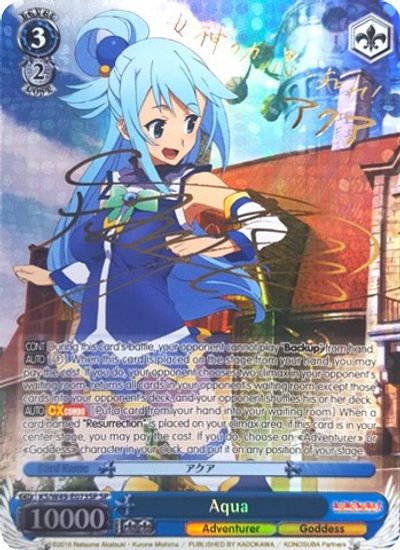 LEVEL
3
2
COST
女神の力を
アクア
CONT During this card's battle, your opponent cannot play "Backup" from hand.
AUTO [(3)] When this card is placed on the stage from your hand, you may
pay the cost. If you do, your opponent chooses two climax in your opponent's
waiting room, returns all cards in your opponent's waiting room except those
cards into your opponent's deck, and your opponent shuffles his or her deck.
AUTO CX COMBO [Put a card from your hand into your waiting room] When a
card named "Resurrection" is placed on your climax area, if this card is in your
center stage, you may pay the cost. If you do, choose an "Aqua" or a
«Goddess» character in your clock, and put it on any position of your stage.
Card Name
アクア
10000
Aqua
Adventurer
Goddess
©2016 Natsume Akatsuki・Kurone Mishima / PUBLISHED BY KADOKAWA / KONOSUBA Partners